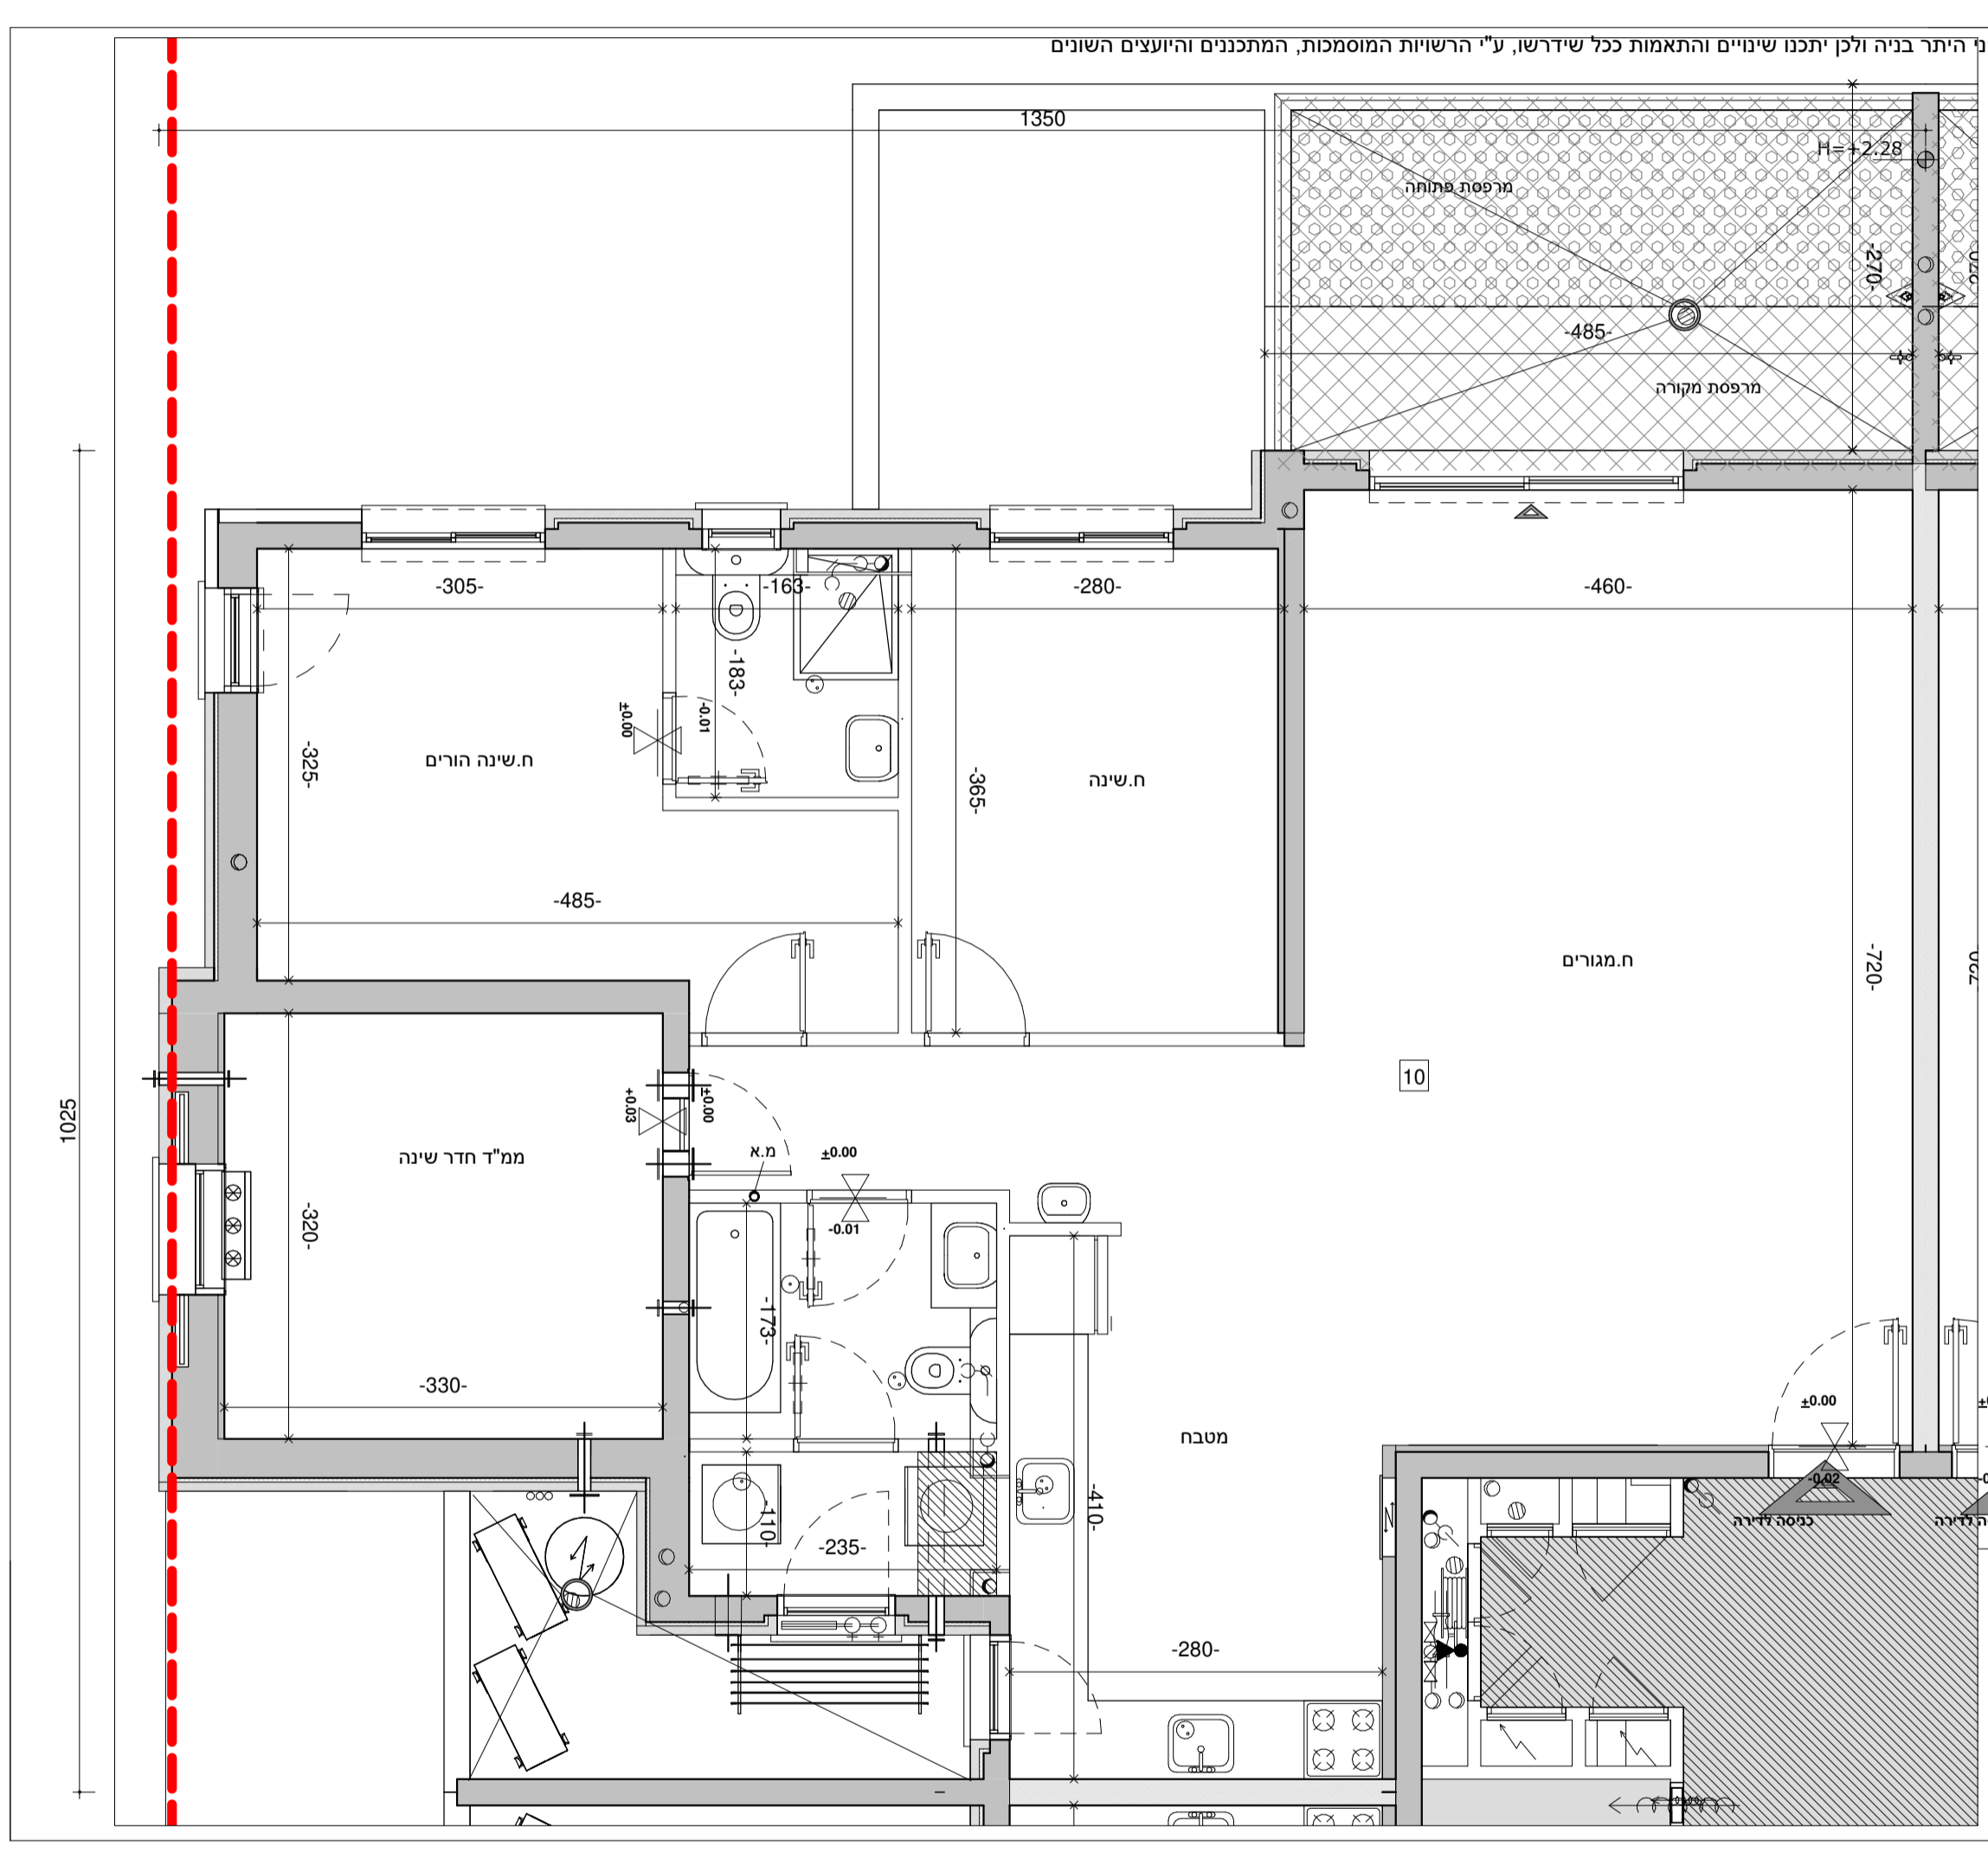 ני היתר בניה ולכן יתכנו שינויים והתאמות ככל שידרשו, ע"י הרשויות המוסמכות, המתכננים והיועצים השונים
1350
H=+2.28
מרפסת פתוחה
-270-
-485-
מרפסת מקורה
-305-
-163-
-280-
-460-
-183-
±0.00
-0.01
-325-
ח.שינה הורים
-365-
ח.שינה
-485-
ח.מגורים
-720-
10
1025
+0.03
±0.00
ממ"ד חדר שינה
מ.א
±0.00
-0.01
-320-
-173-
-330-
±0.00
מטבח
-0.02
כניסה לדירה
-410-
-110-
-235-
-280-